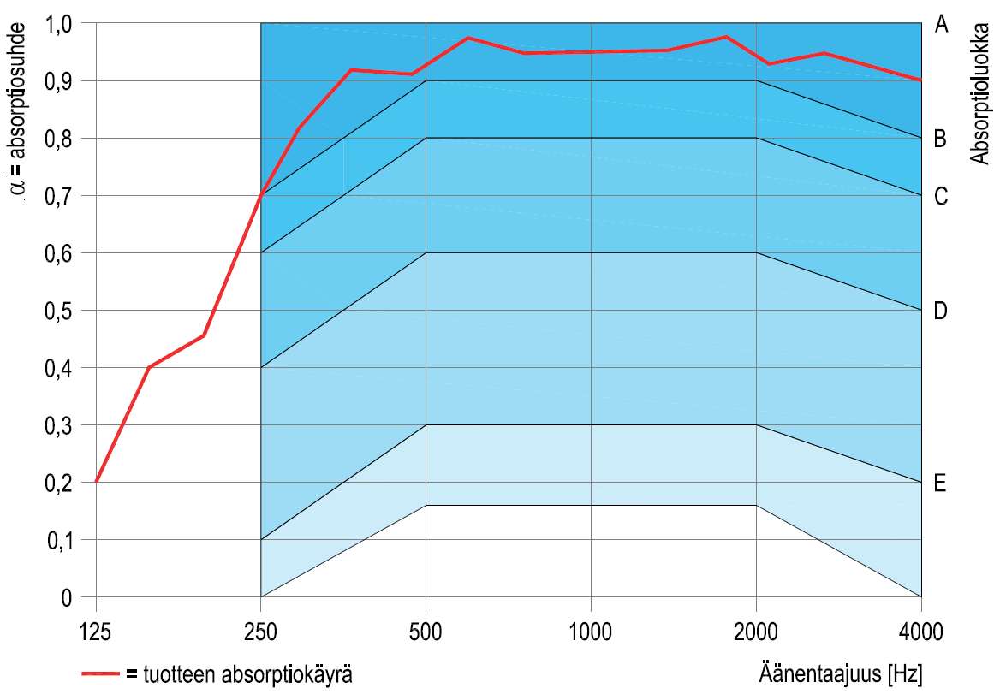 α = absorptiosuhde
1,0
0,9
0,8
0,7
0,6
0,5
0,4
0,3
0,2
0,1
0
A
B
C
D
E
Absorptioluokka
125 250 500 1000 2000 4000
= tuotteen absorptiokäyrä
Äänentaajuus [Hz]